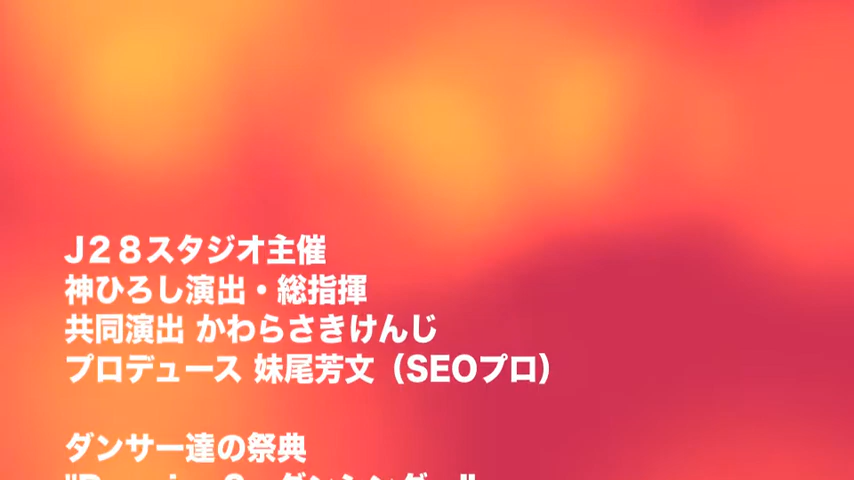 J２８スタジオ主催
神ひろし演出・総指揮
共同演出 かわらさきけんじ
プロデュース 妹尾芳文（SEOプロ）
ダンサー達の祭典